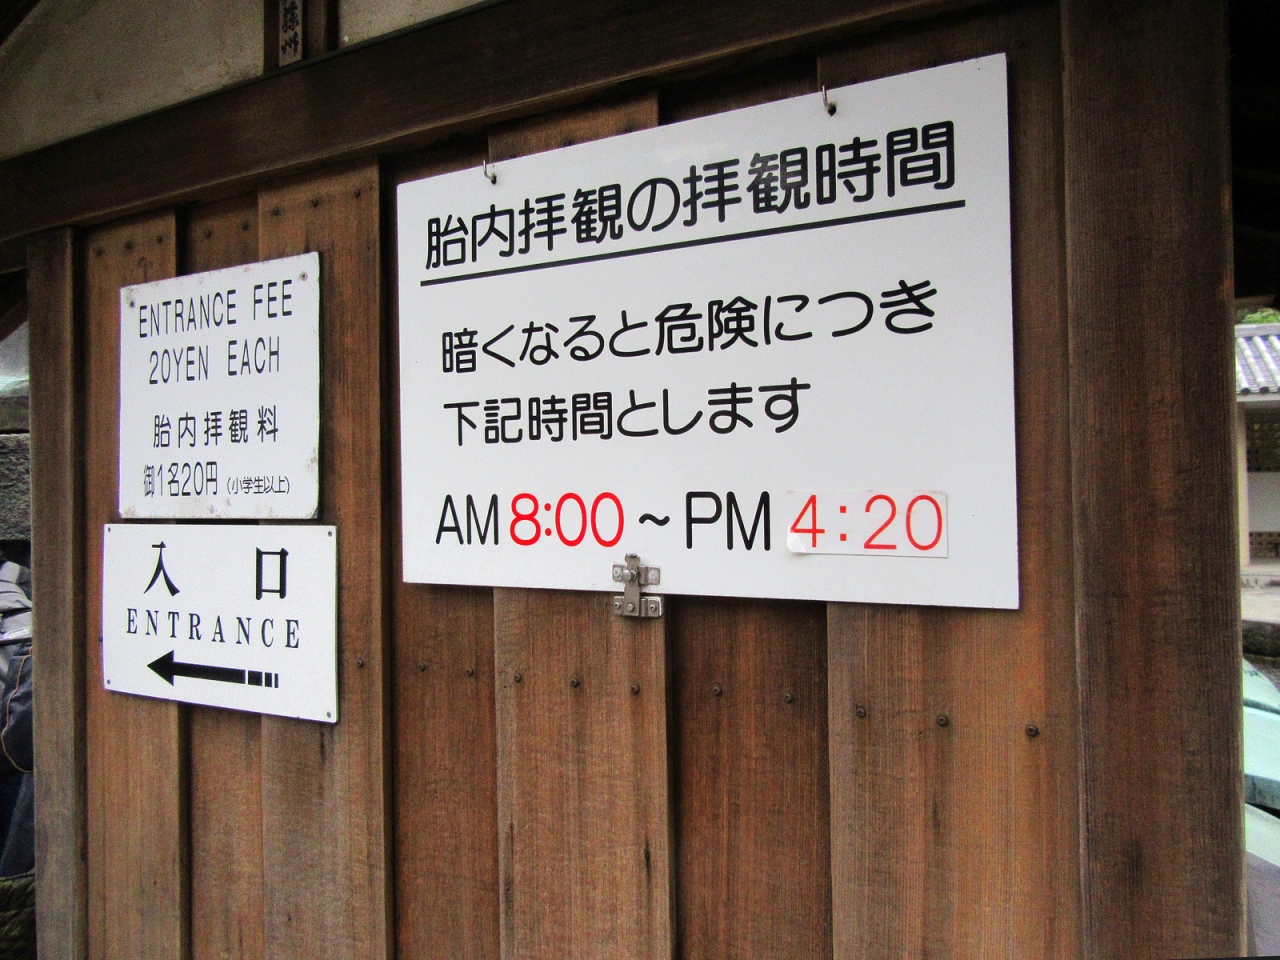 ENTRANCE FEE
20YEN EACH
胎内拝観料
御1名20円(小学生以上)
入口
ENTRANCE
胎内拝観の拝観時間
暗くなると危険につき
下記時間とします
AM 8:00 ~ PM 4:20